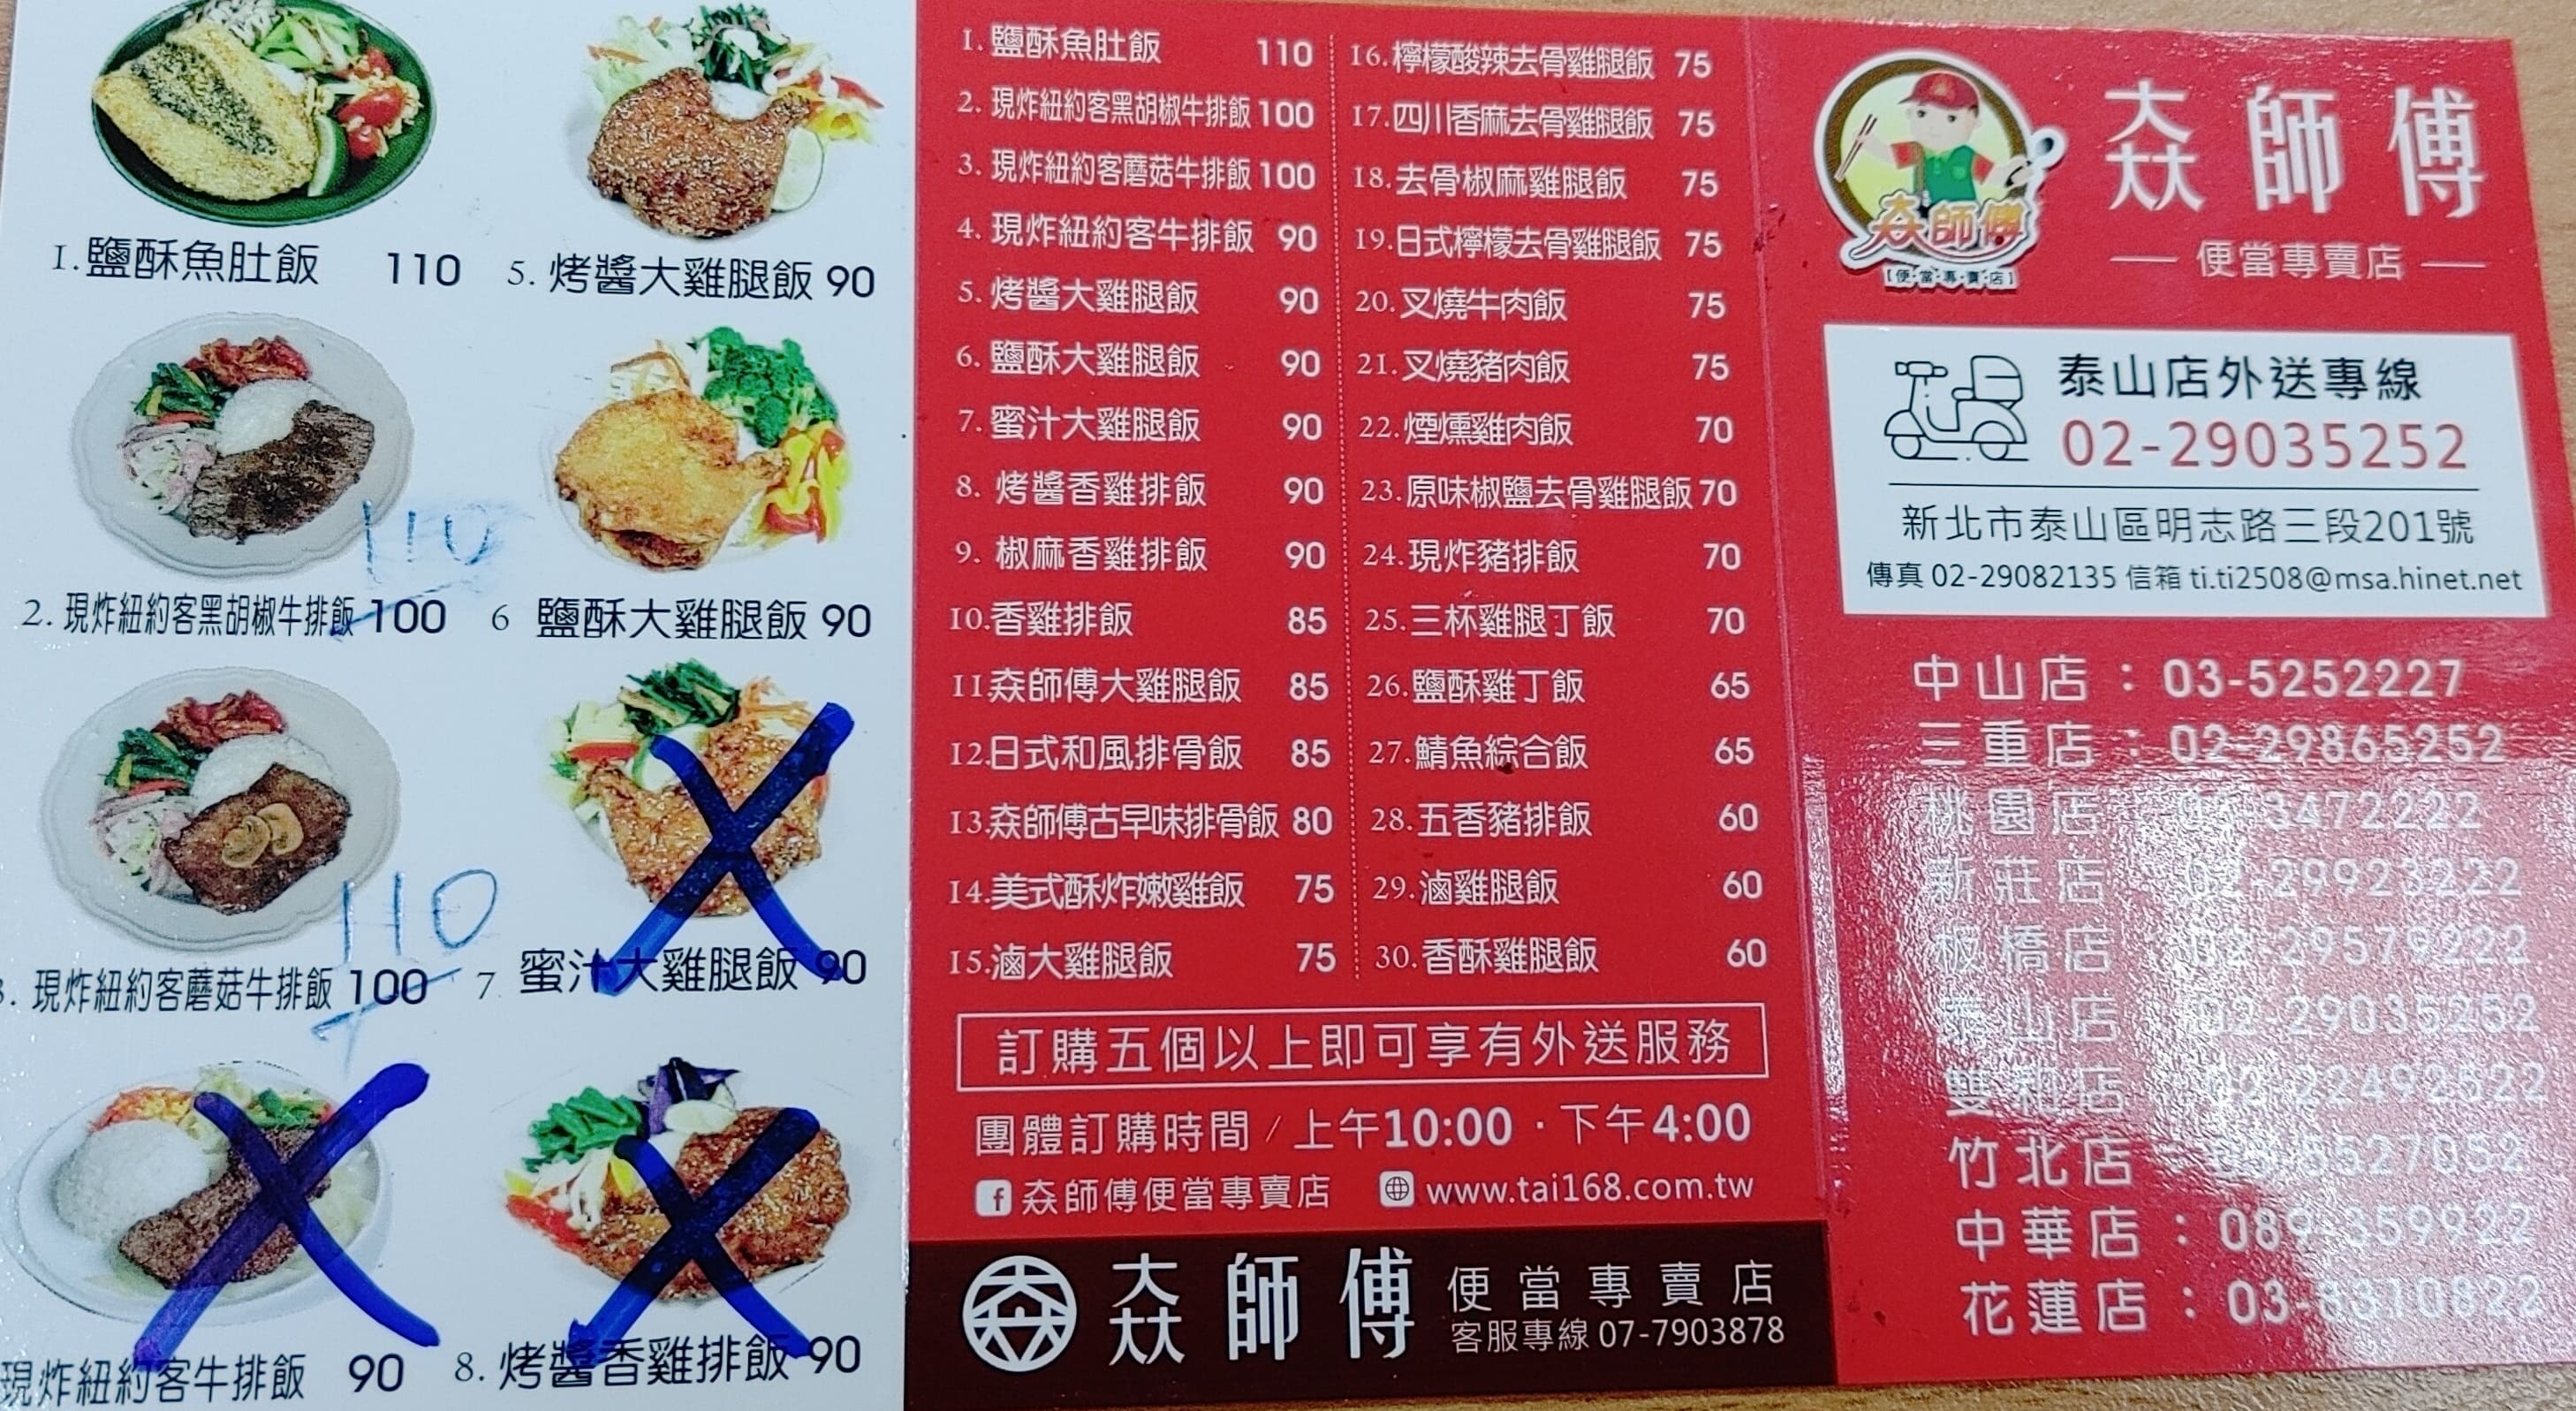 1.鹽酥魚肚飯 110
5. 烤醬大雞腿飯 90
110
2. 現炸紐約客黑胡椒牛排飯 100
6 鹽酥大雞腿飯 90
110
3. 現炸紐約客蘑菇牛排飯 100
7. 蜜汁大雞腿飯 90
現炸紐約客牛排飯 90
8. 烤醬香雞排飯 90
1. 鹽酥魚肚飯 110
2. 現炸紐約客黑胡椒牛排飯 100
3. 現炸紐約客蘑菇牛排飯 100
4. 現炸紐約客牛排飯 90
5. 烤醬大雞腿飯 90
6. 鹽酥大雞腿飯 90
7. 蜜汁大雞腿飯 90
8. 烤醬香雞排飯 90
9. 椒麻香雞排飯 90
10.香雞排飯 85
11.猋師傅大雞腿飯 85
12.日式和風排骨飯 85
13.猋師傅古早味排骨飯 80
14.美式酥炸嫩雞飯 75
15.滷大雞腿飯 75
16.檸檬酸辣去骨雞腿飯 75
17.四川香麻去骨雞腿飯 75
18.去骨椒麻雞腿飯 75
19.日式檸檬去骨雞腿飯 75
20.叉燒牛肉飯 75
21.叉燒豬肉飯 75
22.煙燻雞肉飯 70
23.原味椒鹽去骨雞腿飯 70
24.現炸豬排飯 70
25.三杯雞腿丁飯 70
26.鹽酥雞丁飯 65
27.鯖魚綜合飯 65
28.五香豬排飯 60
29.滷雞腿飯 60
30.香酥雞腿飯 60
訂購五個以上即可享有外送服務
團體訂購時間 / 上午10:00 · 下午4:00
師傅便當專賣店 www.tai168.com.tw
師傅 便當專賣店
客服專線 07-7903878
師傅
便當專賣店
師傅
【便·當·專·賣·店】
泰山店外送專線
02-29035252
新北市泰山區明志路三段201號
傳真 02-29082135 信箱 ti.ti2508@msa.hinet.net
中山店：03-5252227
三重店：02-29865252
桃園店：03-3472222
新莊店：02-29923222
板橋店：02-29579222
泰山店：02-29035252
雙和店：02-22492522
竹北店：03-5527052
中華店：089-359922
花蓮店：03-8310822